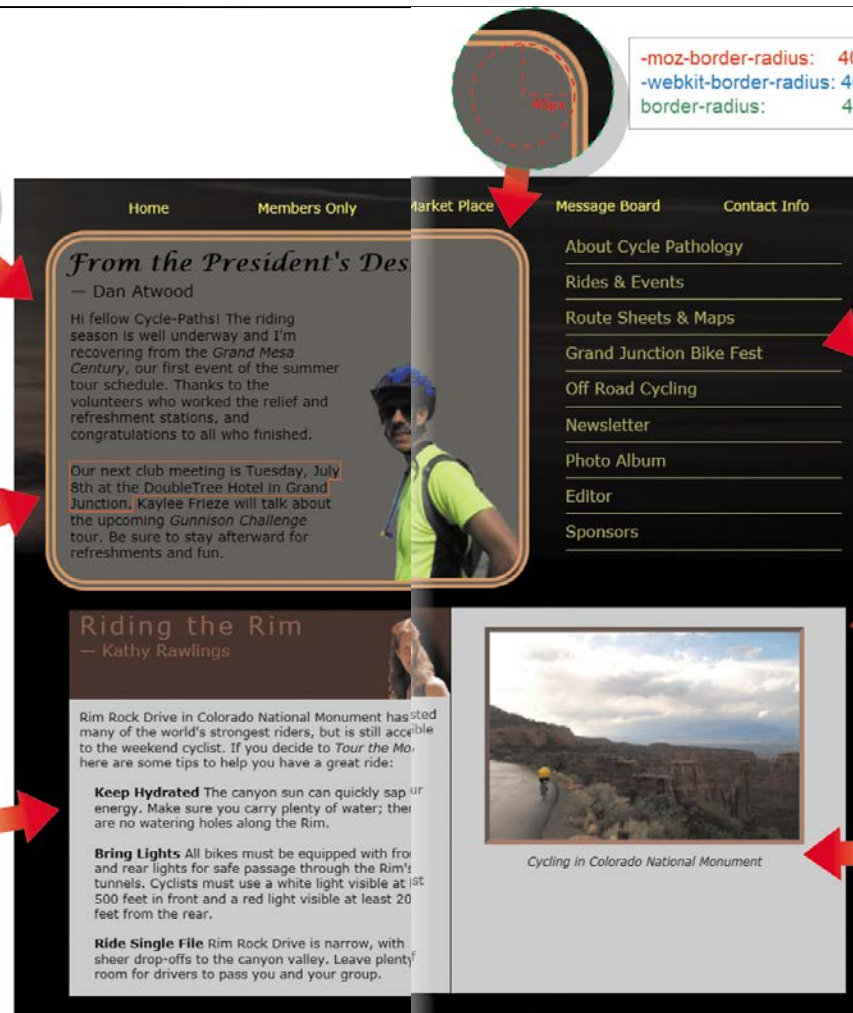 -moz-border-radius: 40
-webkit-border-radius: 4
border-radius: 4
40px
Home Members Only Market Place Message Board Contact Info
From the President's Des
— Dan Atwood
Hi fellow Cycle-Paths! The riding
season is well underway and I'm
recovering from the Grand Mesa
Century, our first event of the summer
tour schedule. Thanks to the
volunteers who worked the relief and
refreshment stations, and
congratulations to all who finished.
Our next club meeting is Tuesday, July
8th at the DoubleTree Hotel in Grand
Junction. Kaylee Frieze will talk about
the upcoming Gunnison Challenge
tour. Be sure to stay afterward for
refreshments and fun.
About Cycle Pathology
Rides & Events
Route Sheets & Maps
Grand Junction Bike Fest
Off Road Cycling
Newsletter
Photo Album
Editor
Sponsors
Riding the Rim
— Kathy Rawlings
Rim Rock Drive in Colorado National Monument has sted
many of the world's strongest riders, but is still acce ible
to the weekend cyclist. If you decide to Tour the Mo
here are some tips to help you have a great ride:
Keep Hydrated The canyon sun can quickly sap ur
energy. Make sure you carry plenty of water; ther
are no watering holes along the Rim.
Bring Lights All bikes must be equipped with fro
and rear lights for safe passage through the Rim's
tunnels. Cyclists must use a white light visible at st
500 feet in front and a red light visible at least 20
feet from the rear.
Ride Single File Rim Rock Drive is narrow, with
sheer drop-offs to the canyon valley. Leave plenty f
room for drivers to pass you and your group.
Cycling in Colorado National Monument